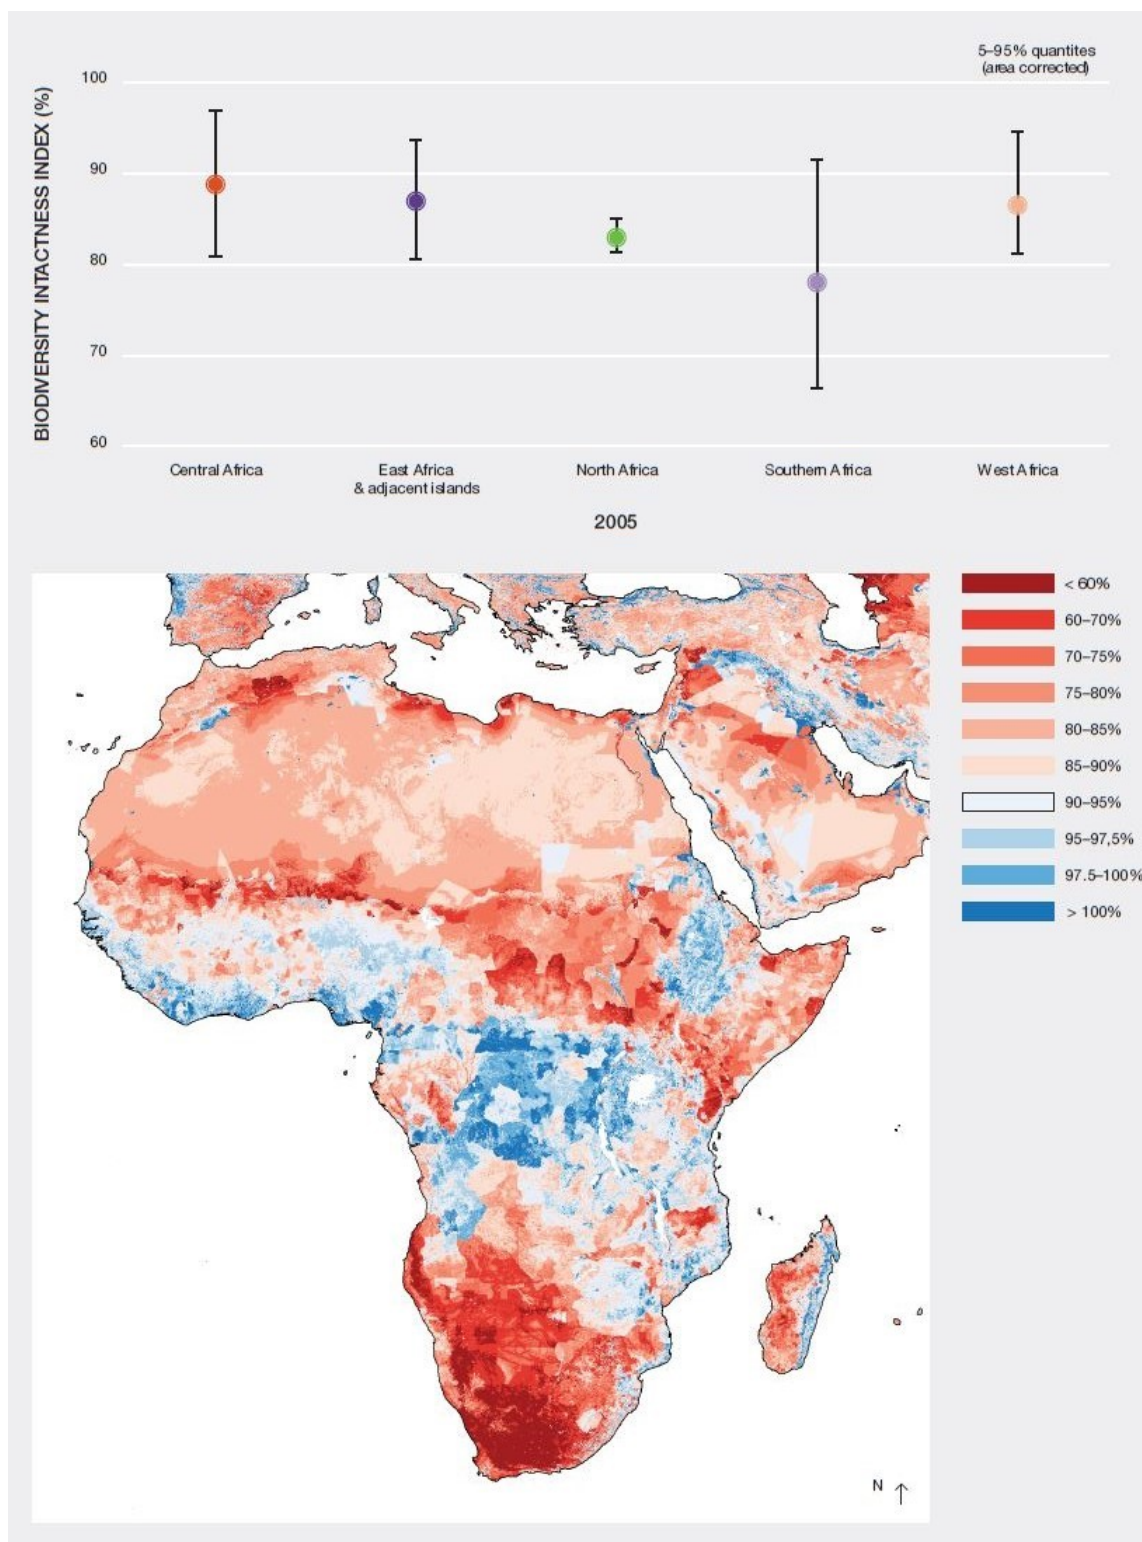 5–95% quantites
(area corrected)
BIODIVERSITY INTACTNESS INDEX (%)
100
90
80
70
60
Central Africa
East Africa
& adjacent islands
North Africa
Southern Africa
West Africa
2005
< 60%
60–70%
70–75%
75–80%
80–85%
85–90%
90–95%
95–97,5%
97.5–100%
> 100%
N